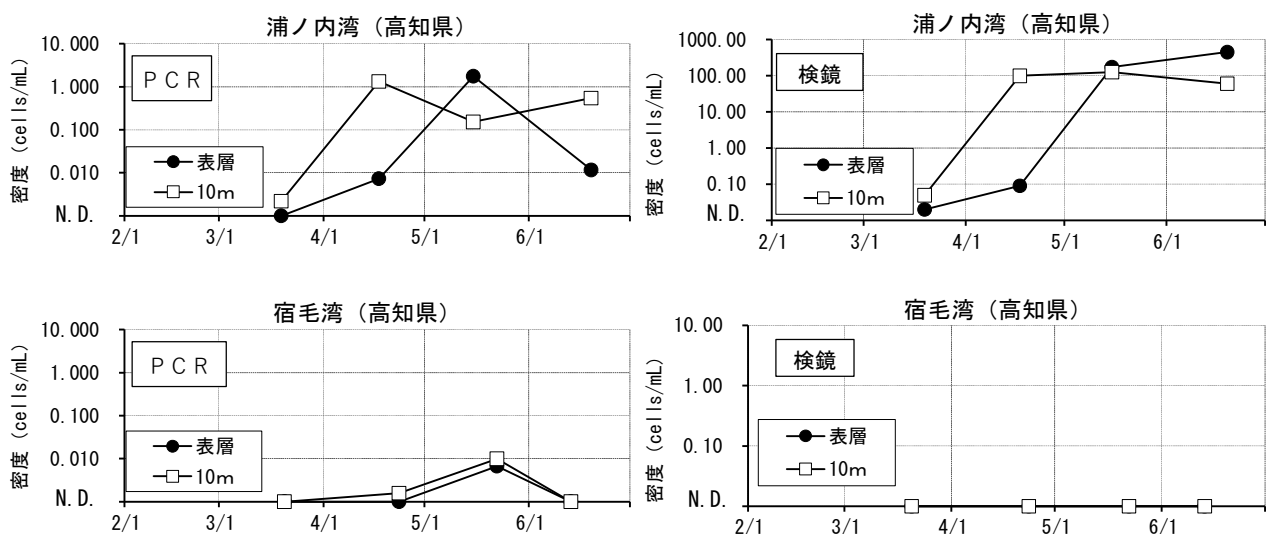 浦ノ内湾（高知県）
密度 (cells/mL)
10.000
1.000
0.100
0.010
N.D.
ＰＣＲ
表層
10ｍ
2/1 3/1 4/1 5/1 6/1
浦ノ内湾（高知県）
密度 (cells/mL)
1000.00
100.00
10.00
1.00
0.10
N.D.
検鏡
表層
10ｍ
2/1 3/1 4/1 5/1 6/1
宿毛湾（高知県）
密度 (cells/mL)
10.000
1.000
0.100
0.010
N.D.
ＰＣＲ
表層
10ｍ
2/1 3/1 4/1 5/1 6/1
宿毛湾（高知県）
密度 (cells/mL)
10.00
1.00
0.10
N.D.
検鏡
表層
10ｍ
2/1 3/1 4/1 5/1 6/1